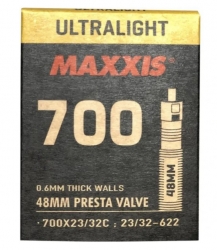 ULTRALIGHT
MAXXIS
700
48MM
0.6MM THICK WALLS
48MM PRESTA VALVE
•700X23/32C : 23/32-622